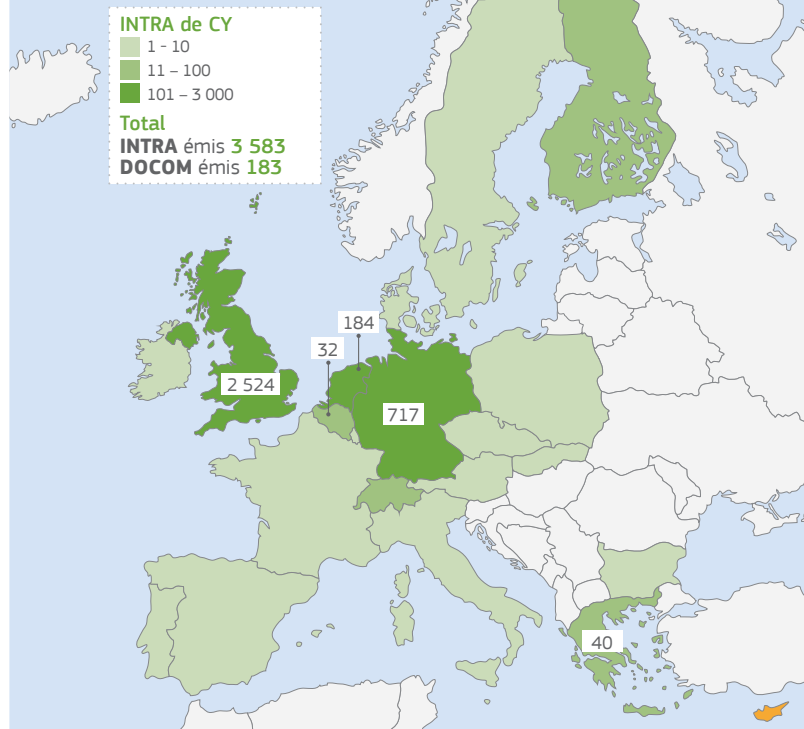 INTRA de CY
1 - 10
11 – 100
101 – 3 000
Total
INTRA émis 3 583
DOCOM émis 183
184
32
2 524
717
40